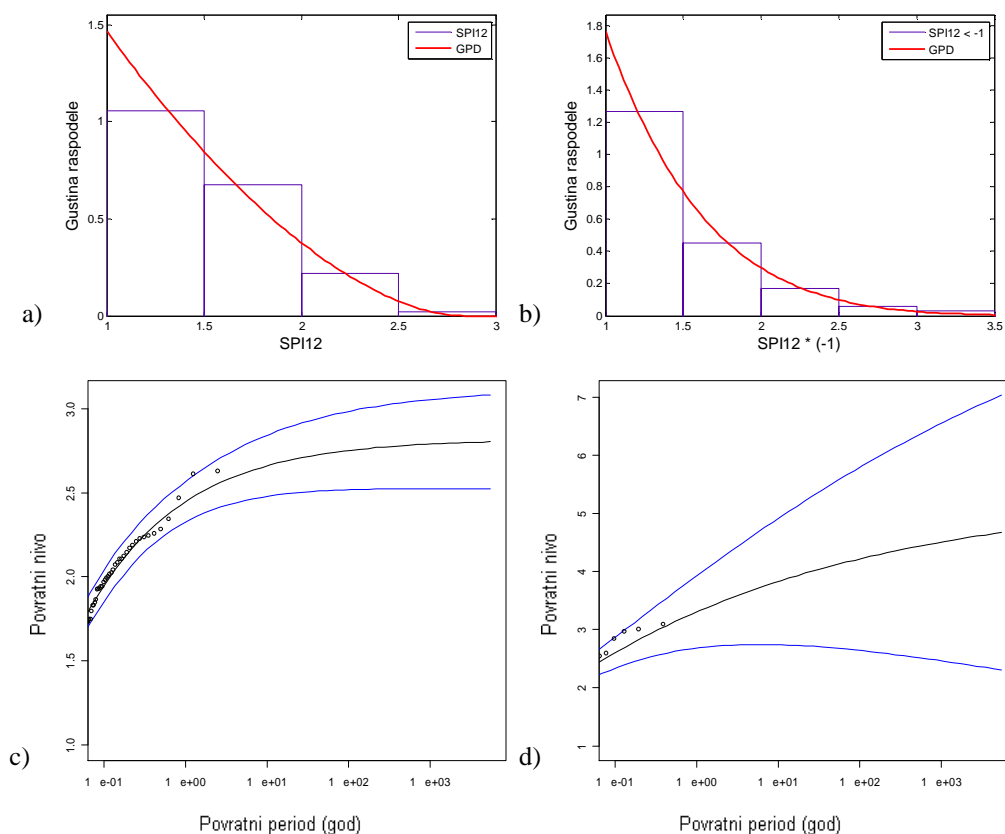 a)
Gustina raspodele
1.5
1
0.5
0
1
1.5
2
2.5
3
SPI12
SPI12
GPD
b)
Gustina raspodele
1.8
1.6
1.4
1.2
1
0.8
0.6
0.4
0.2
0
1
1.5
2
2.5
3
3.5
SPI12 * (-1)
SPI12 < -1
GPD
c)
Povratni nivo
3.0
2.5
2.0
1.5
1.0
1 e-01
1 e+00
1 e+01
1 e+03
Povratni period (god)
d)
Povratni nivo
7
6
5
4
3
2
1
1 e-01
1 e+00
1 e+01
1 e+03
Povratni period (god)